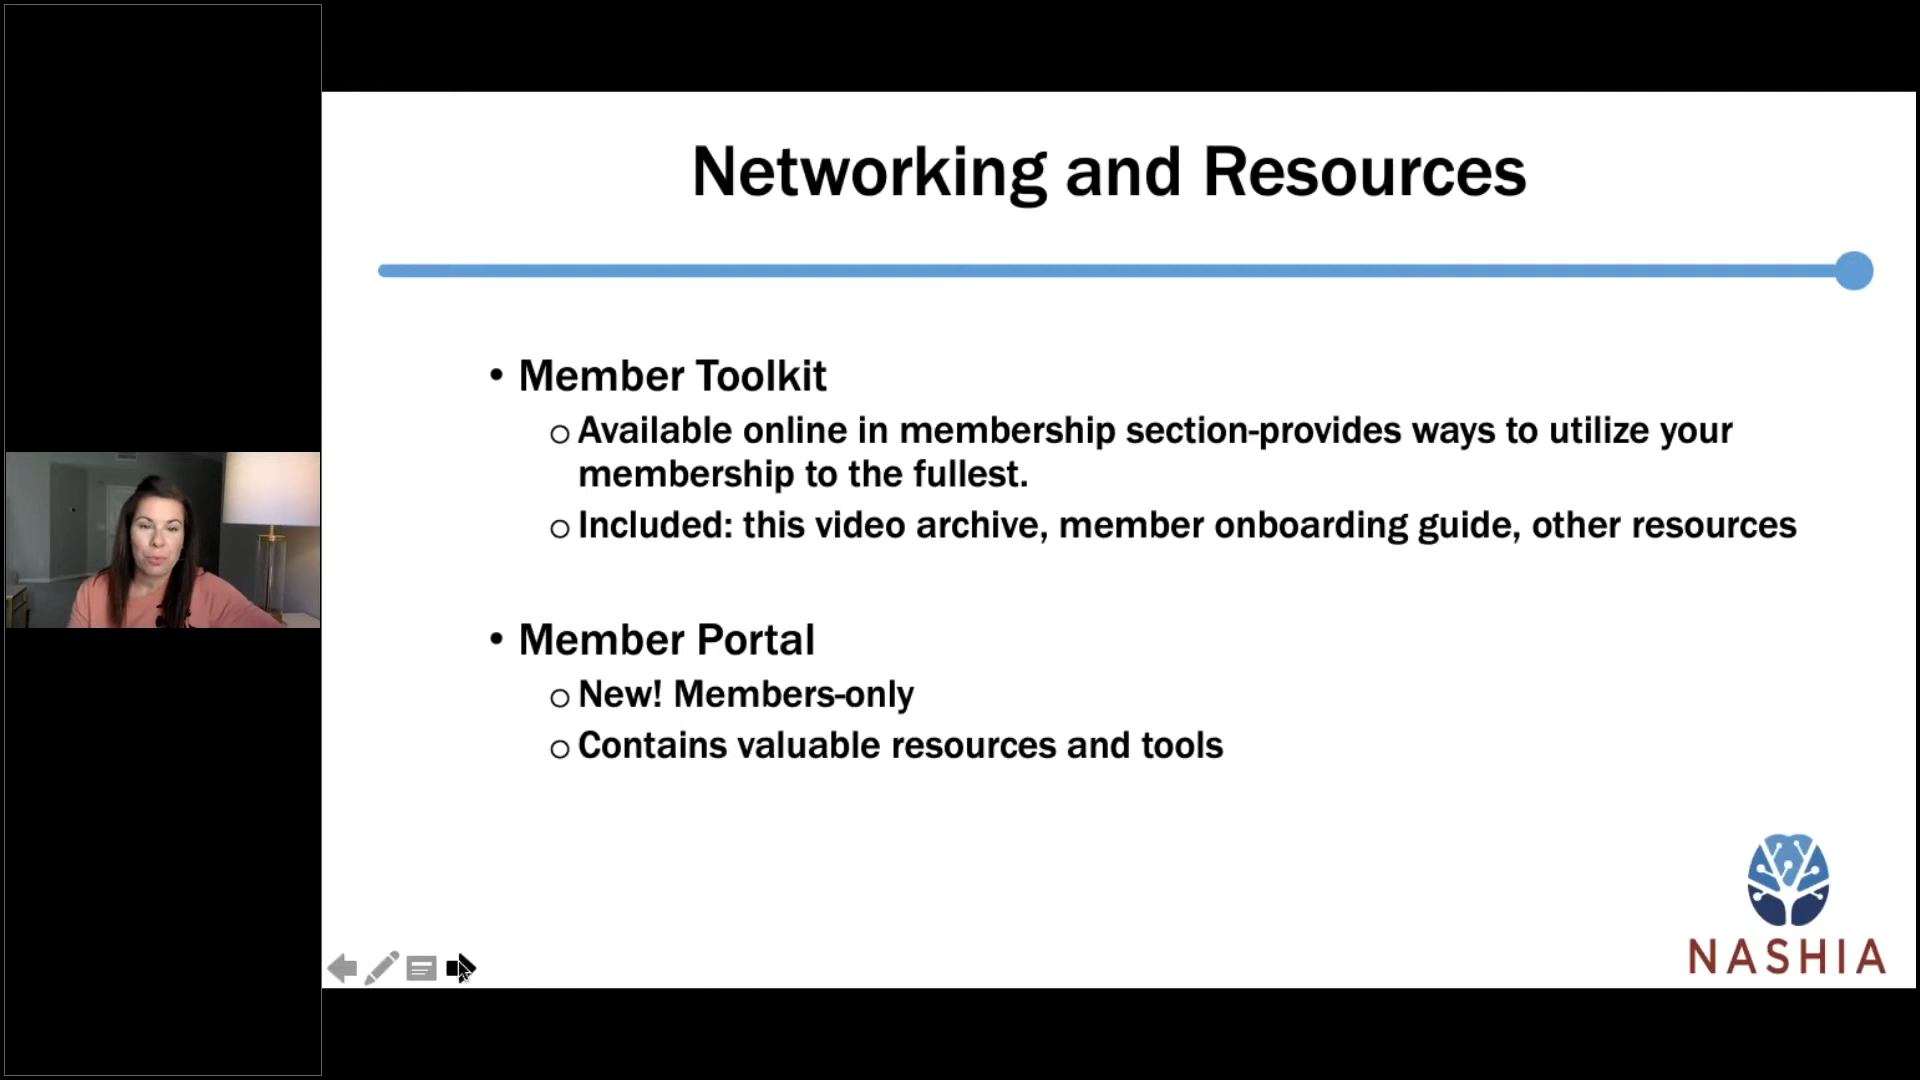 Networking and Resources
• Member Toolkit
o Available online in membership section-provides ways to utilize your
membership to the fullest.
o Included: this video archive, member onboarding guide, other resources
• Member Portal
o New! Members-only
o Contains valuable resources and tools
NASHIA